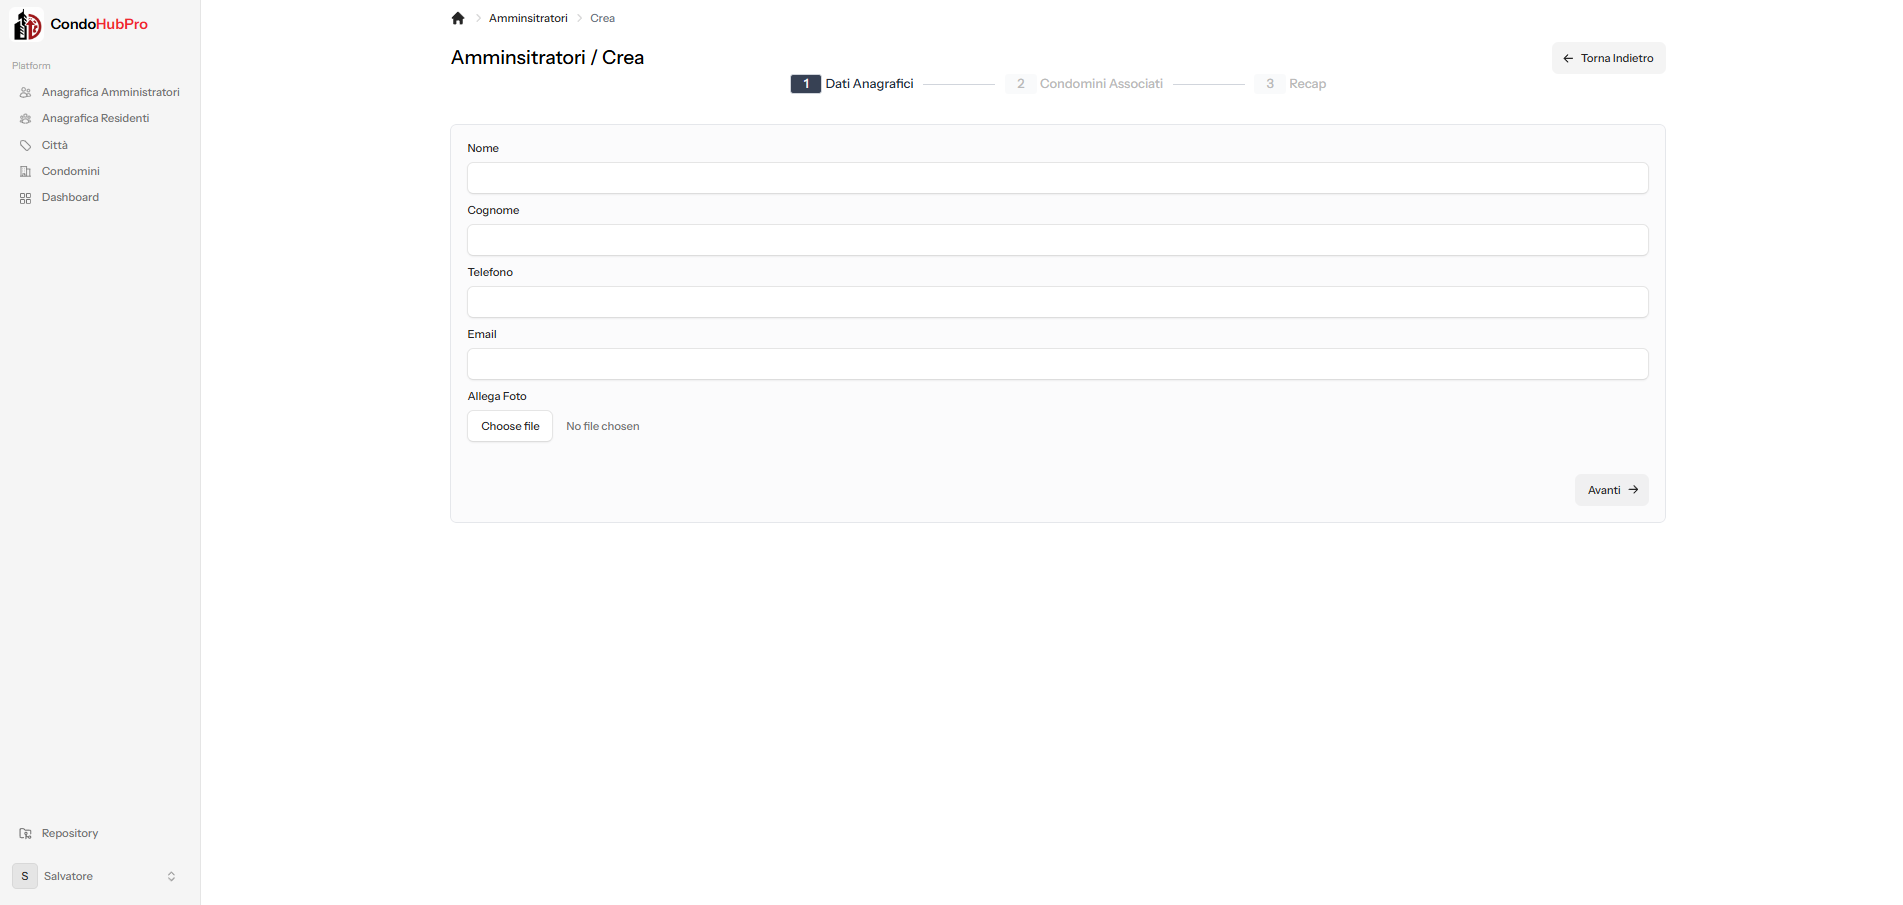 CondoHubPro
Platform
Anagrafica Amministratori
Anagrafica Residenti
Città
Condomini
Dashboard
Repository
S Salvatore
Amminsitratori Crea
Amminsitratori / Crea
Torna Indietro
1 Dati Anagrafici 2 Condomini Associati 3 Recap
Nome
Cognome
Telefono
Email
Allega Foto
Choose file No file chosen
Avanti